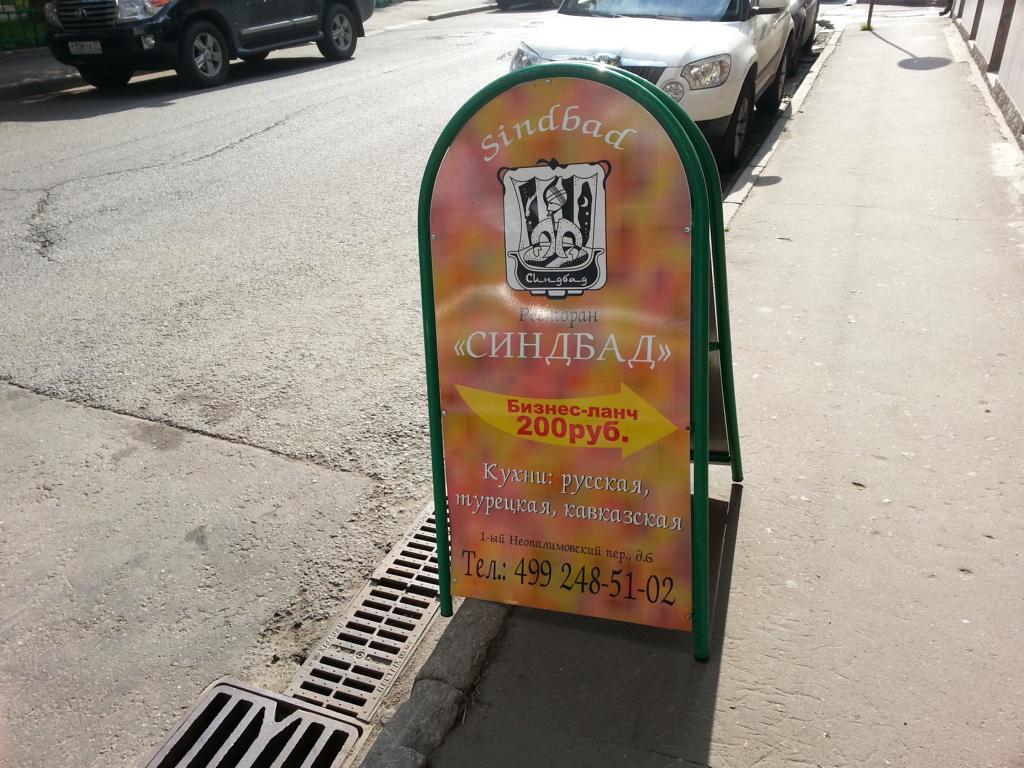 Sindbad
Синдбад
Ресторан
«СИНДБАД»
Бизнес-ланч
200руб.
Кухни: русская,
турецкая, кавказская
1-ый Неопалимовский пер., д.6
Тел.: 499 248-51-02